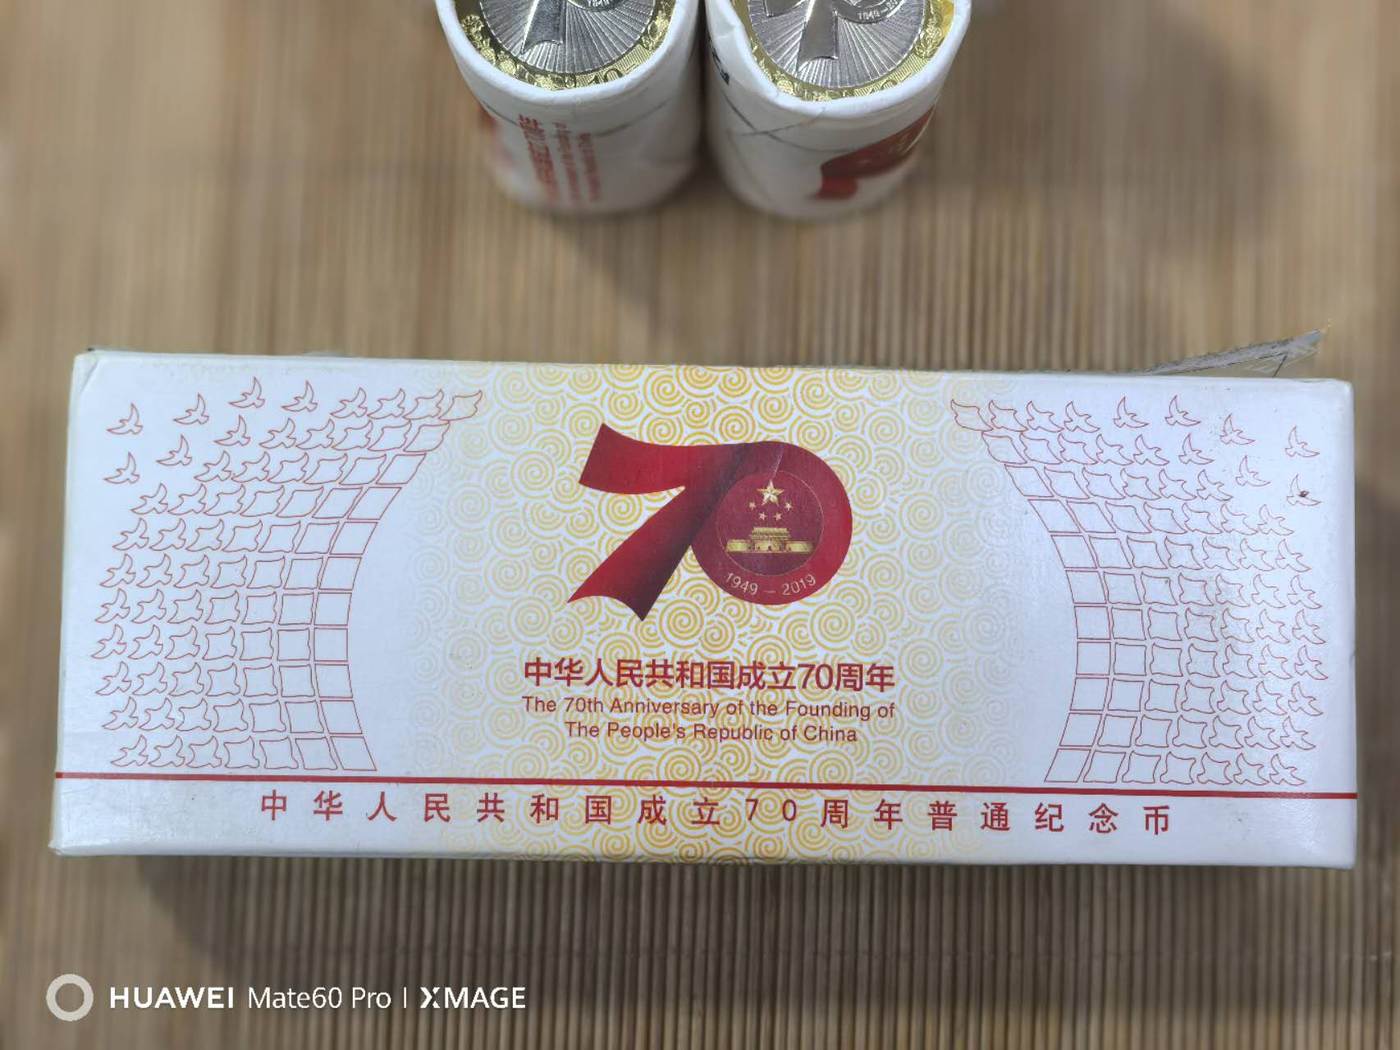 1949
1949
1949 – 2019
中华人民共和国成立70周年
The 70th Anniversary of the Founding of
The People's Republic of China
中华人民共和国成立70周年普通纪念币
HUAWEI Mate60 Pro | XMAGE